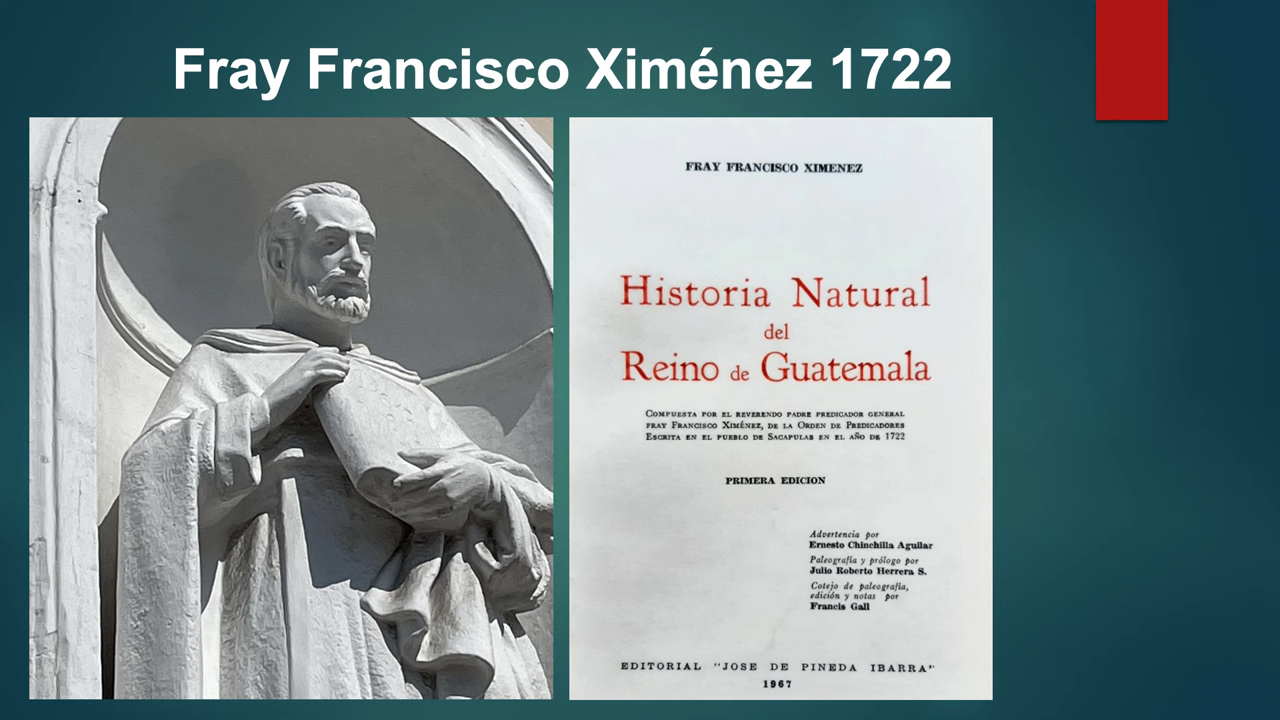 Fray Francisco Ximénez 1722
FRAY FRANCISCO XIMENEZ
Historia Natural
del
Reino de Guatemala
COMPUESTA POR EL REVERENDO PADRE PREDICADOR GENERAL
FRAY FRANCISCO XIMÉNEZ, DE LA ORDEN DE PREDICADORES
ESCRITA EN EL PUEBLO DE SACAPULAS EN EL AÑO DE 1722
PRIMERA EDICION
Advertencia por
Ernesto Chinchilla Aguilar
Paleografía y prólogo por
Julio Roberto Herrera S.
Cotejo de paleografía,
edición y notas por
Francis Gall
EDITORIAL "JOSE DE PINEDA IBARRA"
1967